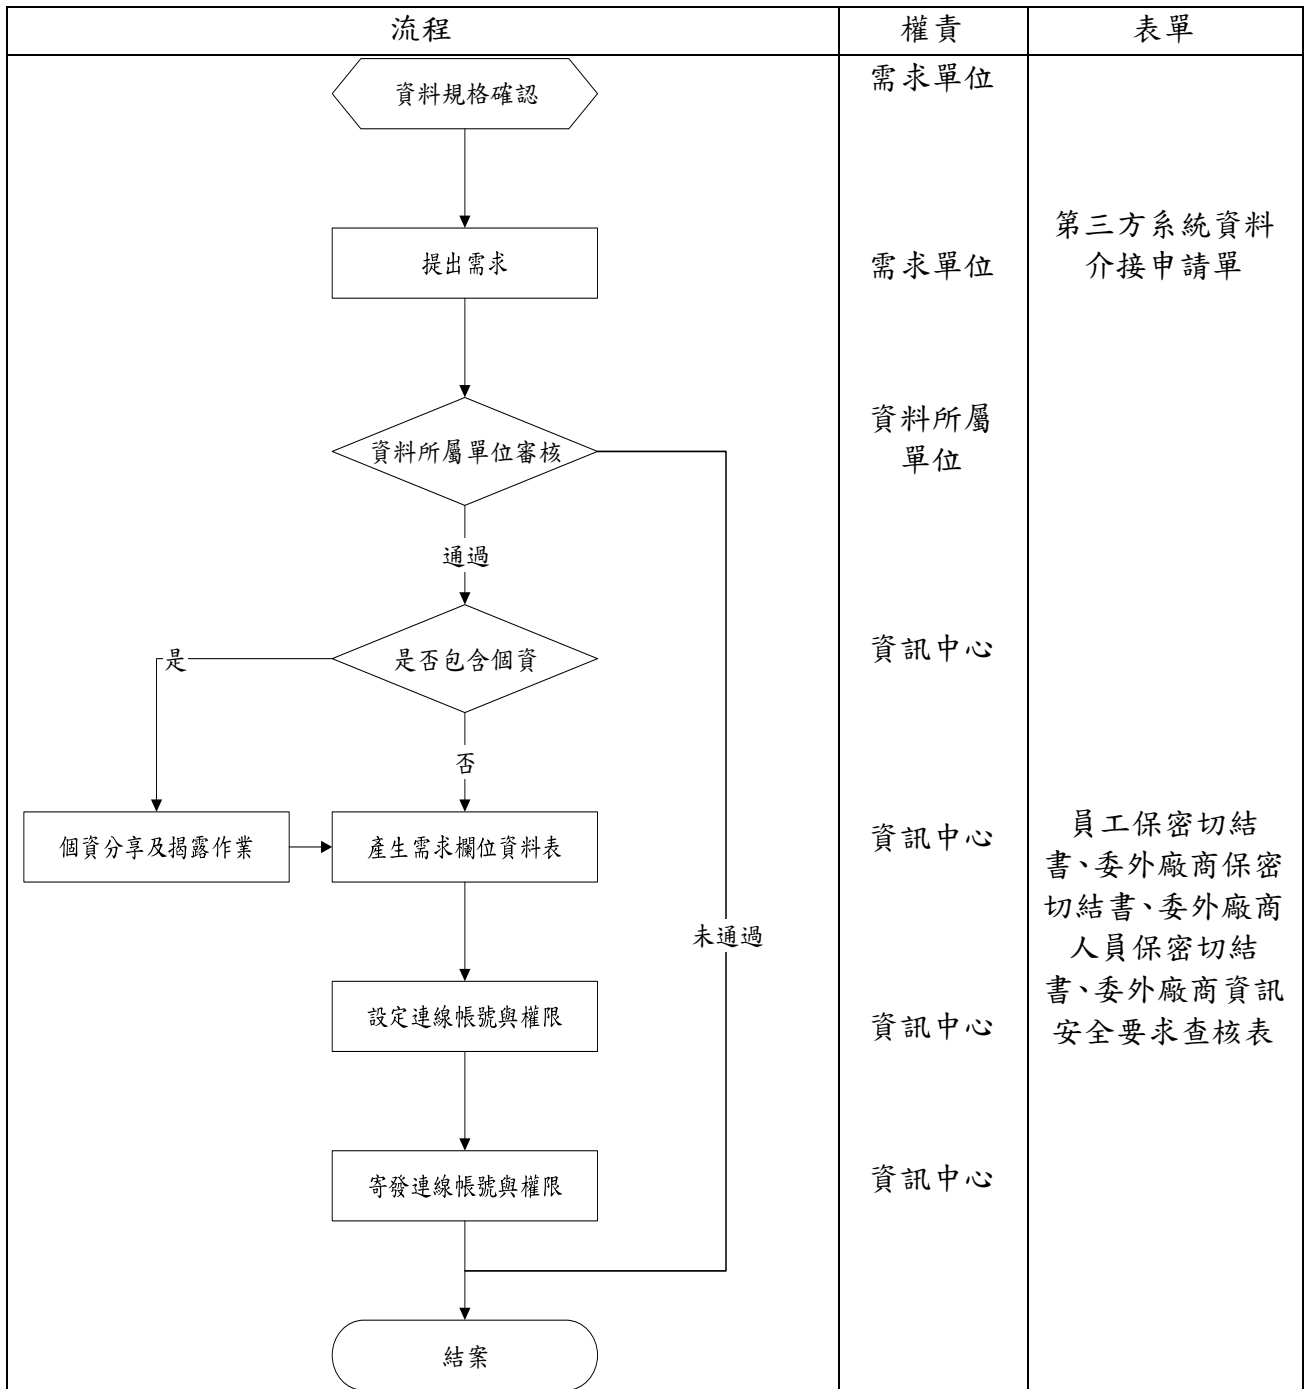 流程
權責
表單
資料規格確認
需求單位
提出需求
需求單位
第三方系統資料
介接申請單
資料所屬單位審核
資料所屬
單位
通過
是否包含個資
資訊中心
是
否
個資分享及揭露作業
產生需求欄位資料表
資訊中心
員工保密切結
書、委外廠商保密
切結書、委外廠商
人員保密切結
書、委外廠商資訊
安全要求查核表
未通過
設定連線帳號與權限
資訊中心
寄發連線帳號與權限
資訊中心
結案